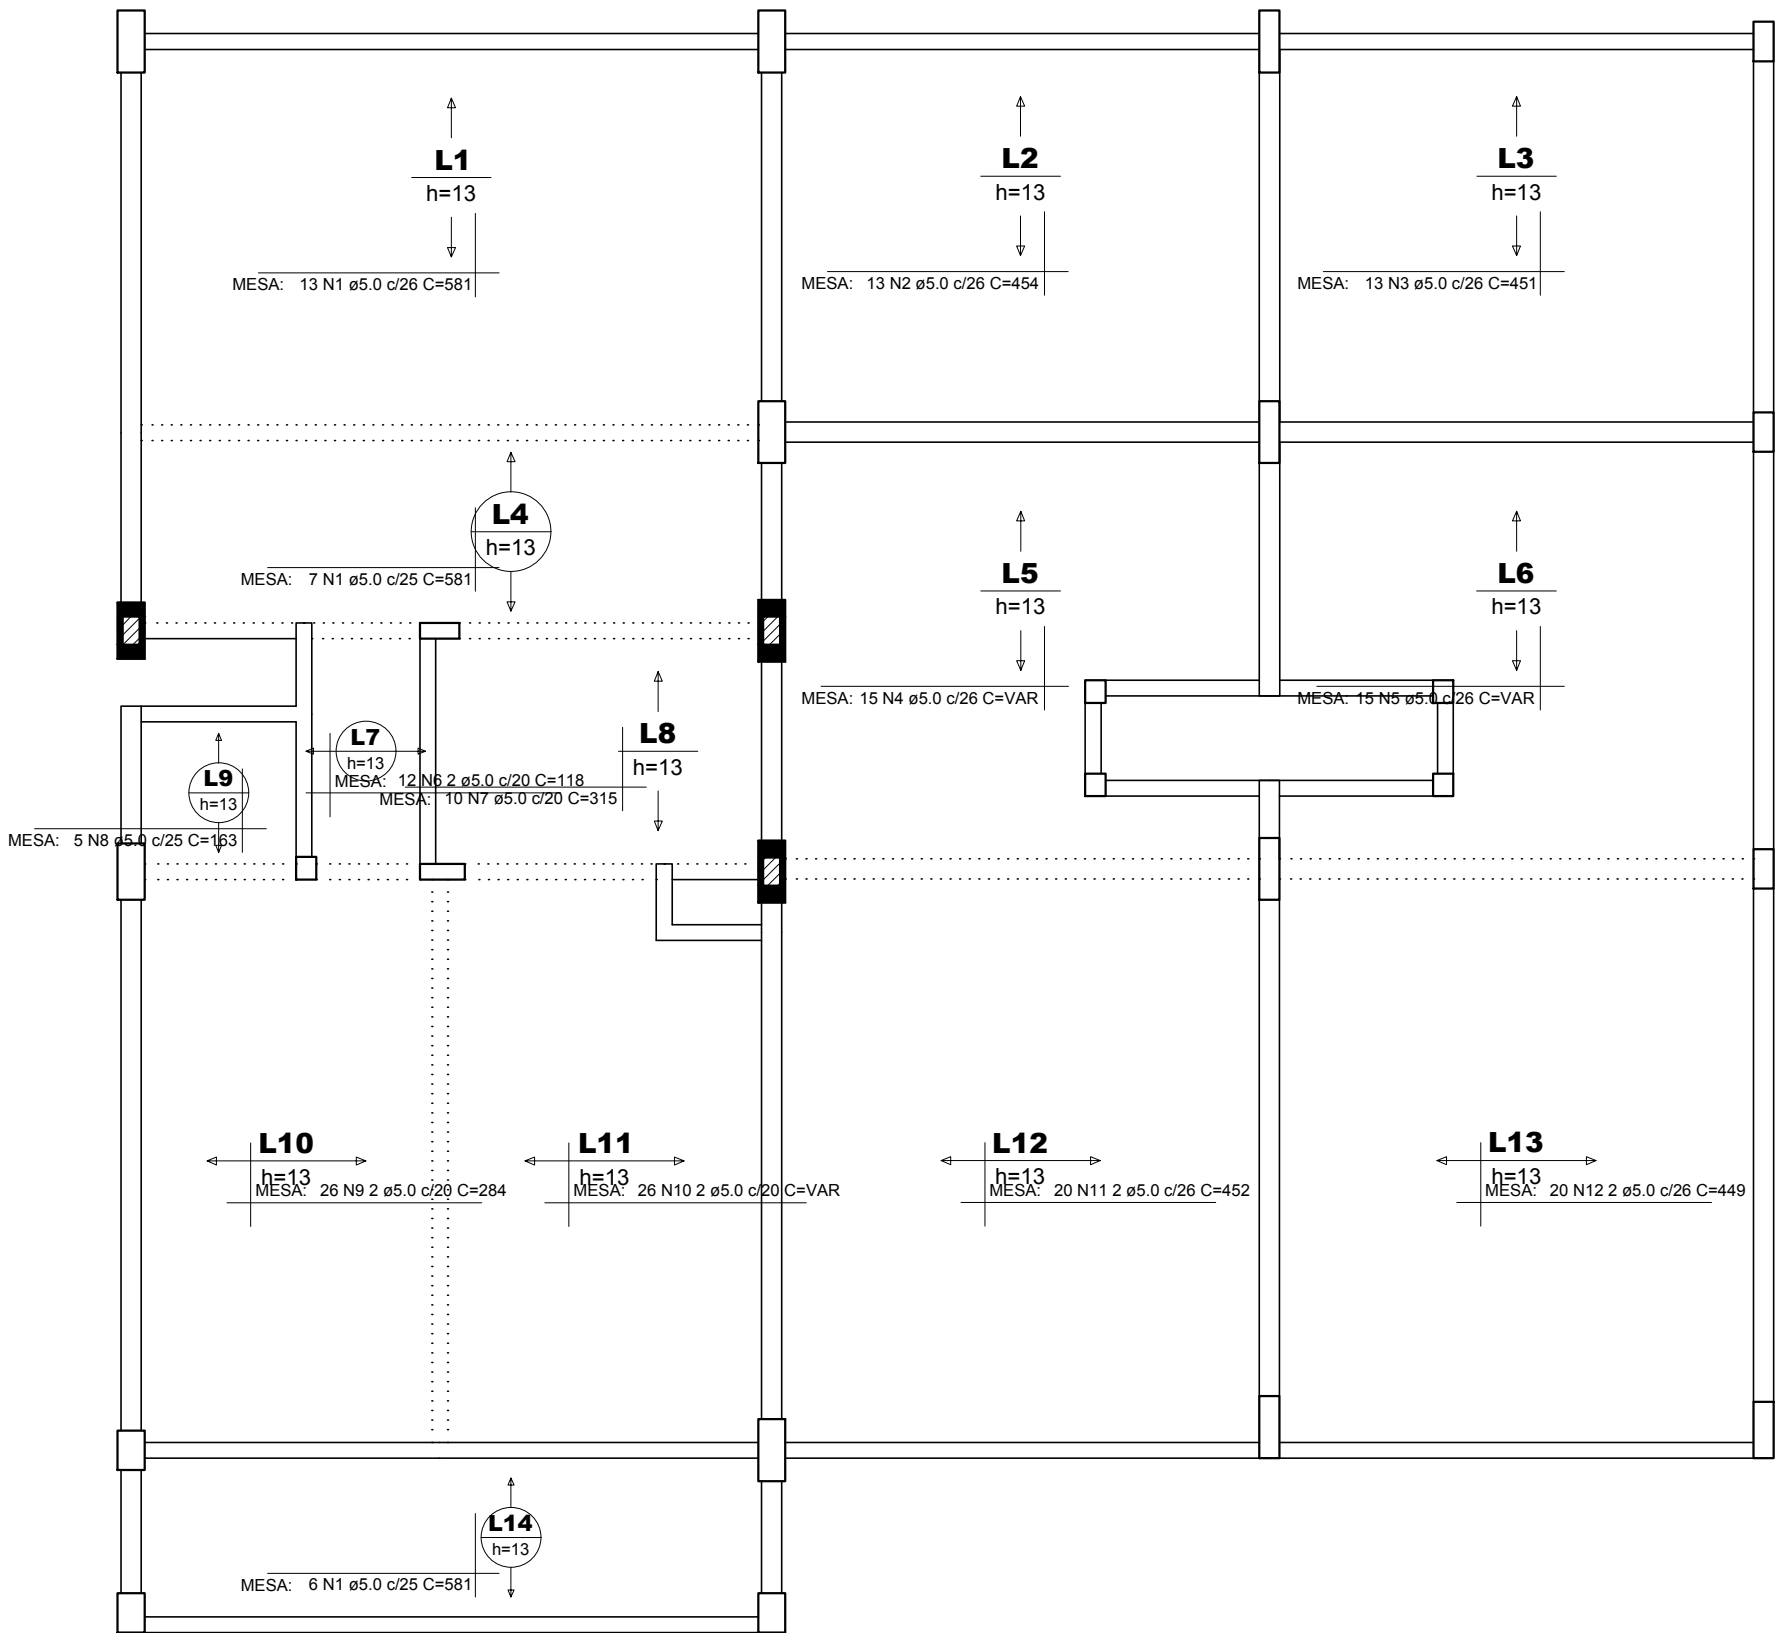 L1
h=13
MESA: 13 N1 ø5.0 c/26 C=581
L2
h=13
MESA: 13 N2 ø5.0 c/26 C=454
L3
h=13
MESA: 13 N3 ø5.0 c/26 C=451
L4
h=13
MESA: 7 N1 ø5.0 c/25 C=581
L5
h=13
MESA: 15 N4 ø5.0 c/26 C=VAR
L6
h=13
MESA: 15 N5 ø5.0 c/26 C=VAR
L7
h=13
MESA: 12 N6 2 ø5.0 c/20 C=118
L8
h=13
MESA: 10 N7 ø5.0 c/20 C=315
L9
h=13
MESA: 5 N8 ø5.0 c/25 C=163
L10
h=13
MESA: 26 N9 2 ø5.0 c/20 C=284
L11
h=13
MESA: 26 N10 2 ø5.0 c/20 C=VAR
L12
h=13
MESA: 20 N11 2 ø5.0 c/26 C=452
L13
h=13
MESA: 20 N12 2 ø5.0 c/26 C=449
L14
h=13
MESA: 6 N1 ø5.0 c/25 C=581